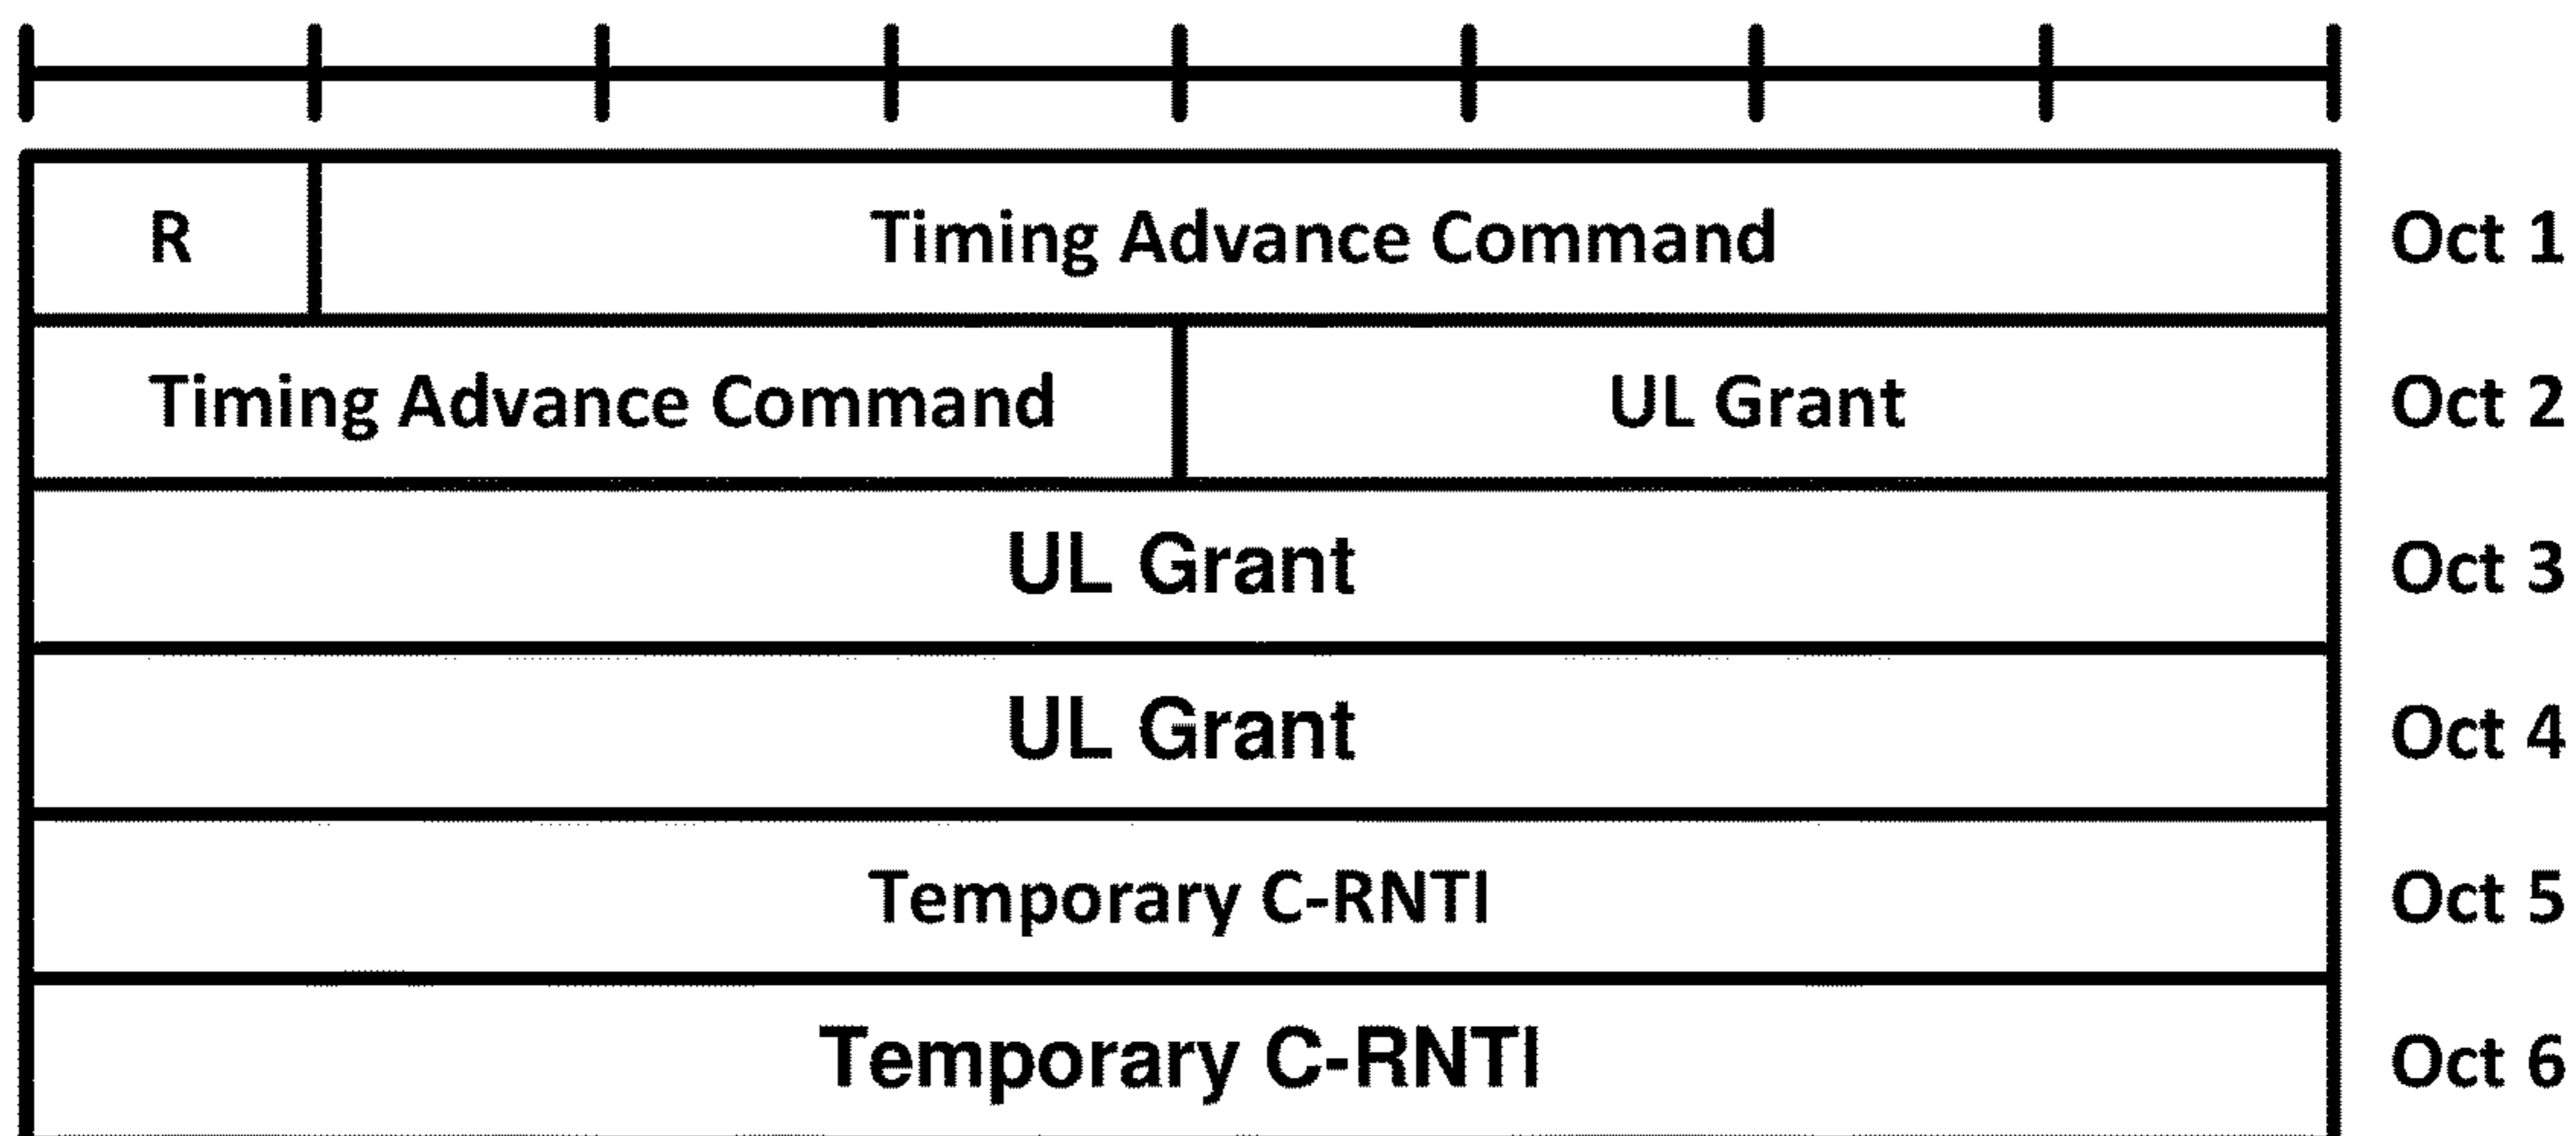 R Timing Advance Command Oct 1
Timing Advance Command UL Grant Oct 2
UL Grant Oct 3
UL Grant Oct 4
Temporary C-RNTI Oct 5
Temporary C-RNTI Oct 6